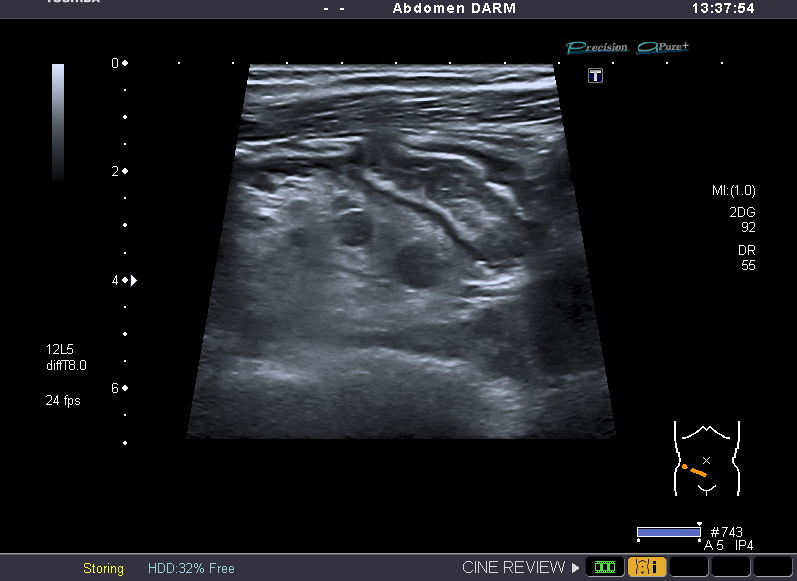 - - Abdomen DARM 13:37:54
Precision APure+
T
0
2
4
6
MI:(1.0)
2DG
92
DR
55
12L5
diffT8.0
24 fps
#743
A 5 IP4
Storing HDD:32% Free CINE REVIEW
i